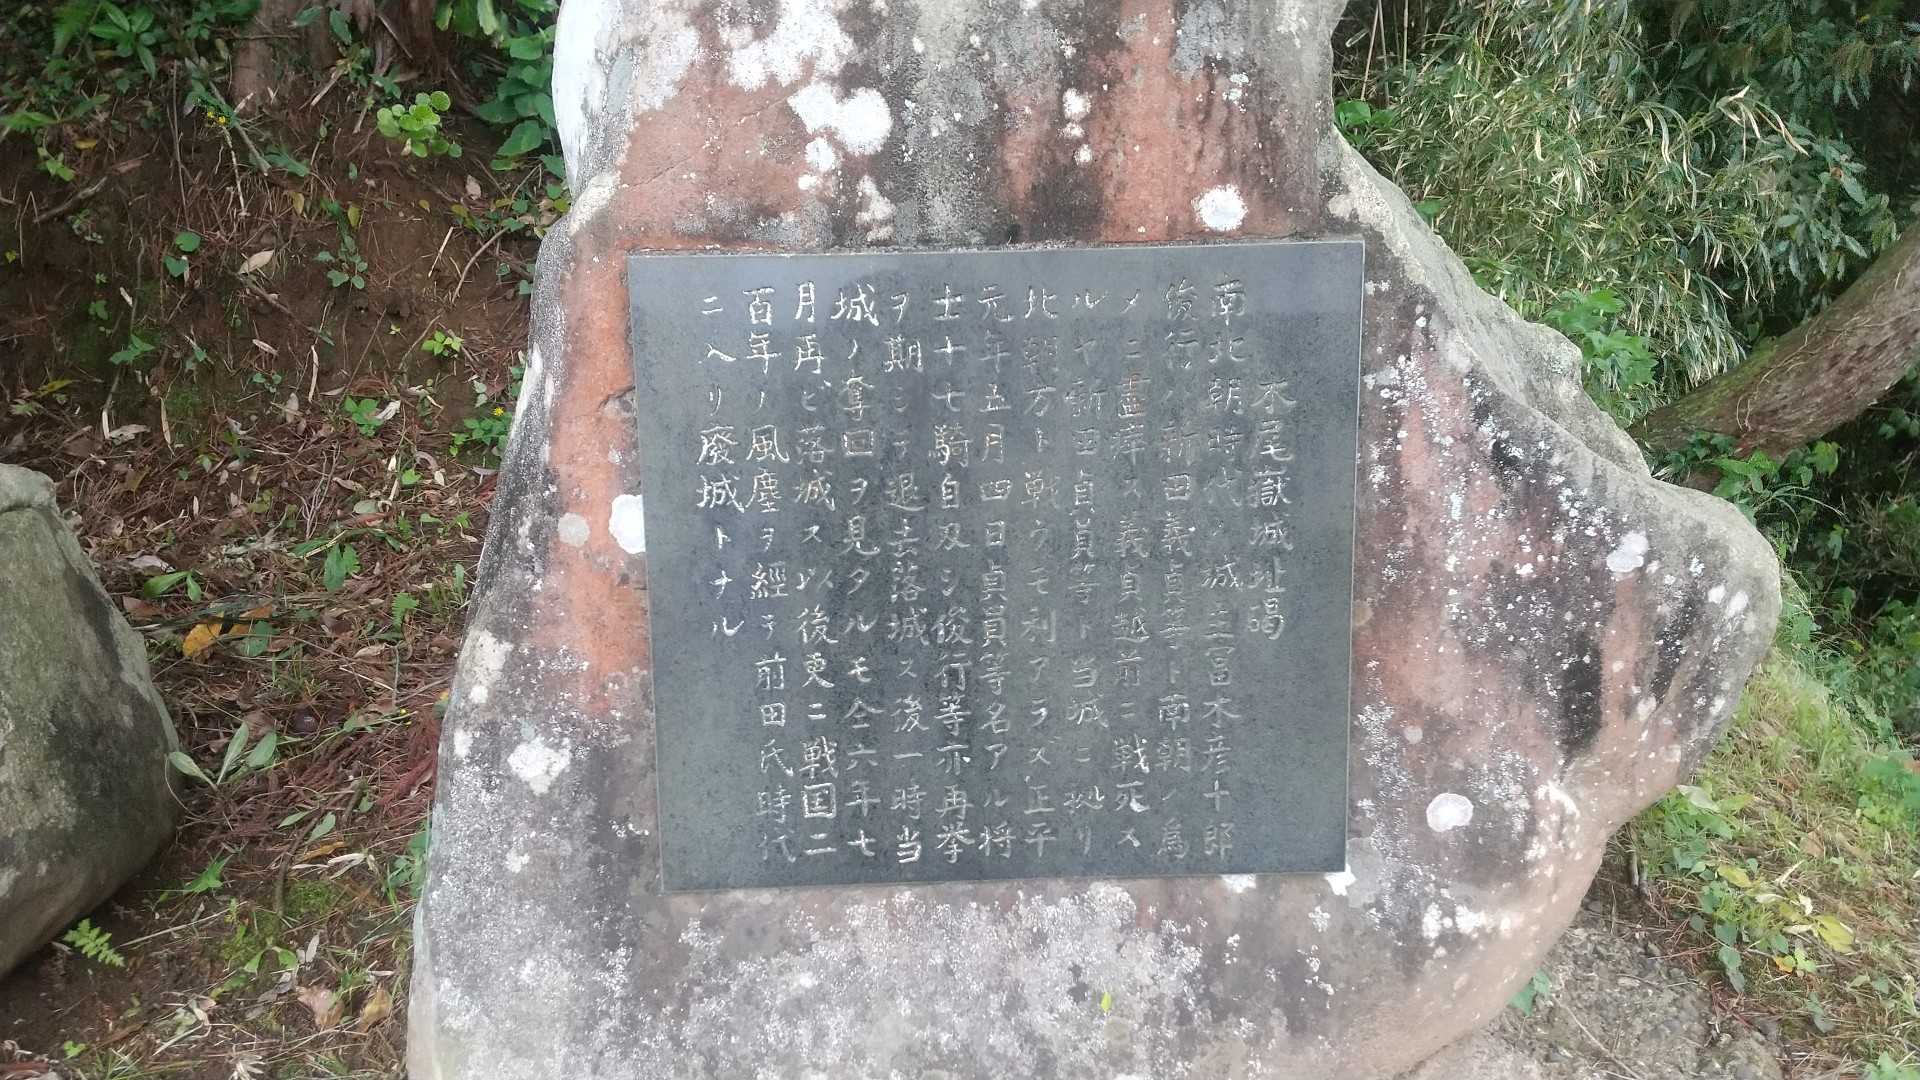 木尾嶽城址碣
南北朝時代ノ城主富木彦十郎
俊行ハ新田義貞等ト南朝ノ為
メニ盡瘁ス義貞越前ニ戦死ス
ルヤ新田貞員等ト当城ニ拠リ
北朝方ト戦ウモ利アラズ正平
元年五月四日貞員等名アル将
士十七騎自刃シ俊行等亦再挙
ヲ期シテ退去落城ス後一時当
城ノ奪回ヲ見タルモ仝六年七
月再ビ落城ス以後更ニ戦国二
百年ノ風塵ヲ経テ前田氏時代
ニ入リ廃城トナル